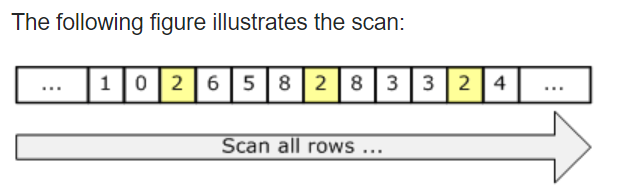 The following figure illustrates the scan:
... 1 0 2 6 5 8 2 8 3 3 2 4 ...
Scan all rows ...